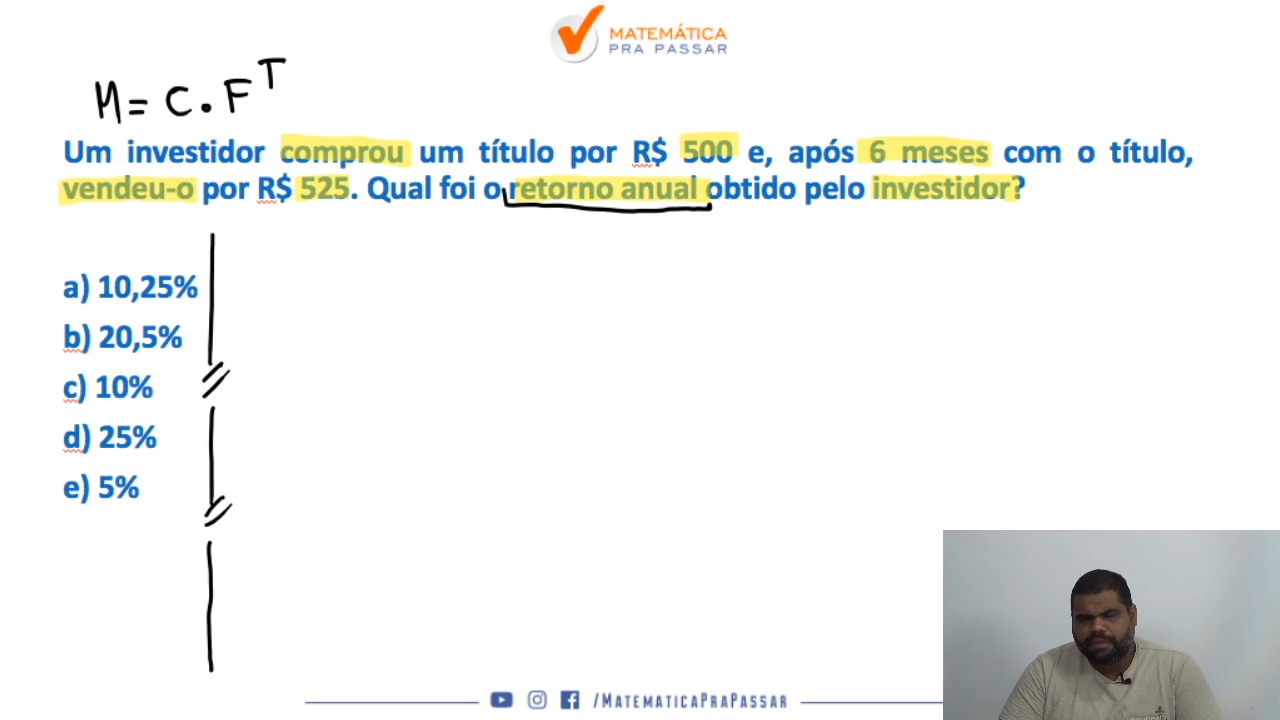 MATEMÁTICA
PRA PASSAR
M = C . F^T
Um investidor comprou um título por R$ 500 e, após 6 meses com o título,
vendeu-o por R$ 525. Qual foi o retorno anual obtido pelo investidor?
a) 10,25%
b) 20,5%
c) 10%
d) 25%
e) 5%
/MATEMATICAPRAPASSAR